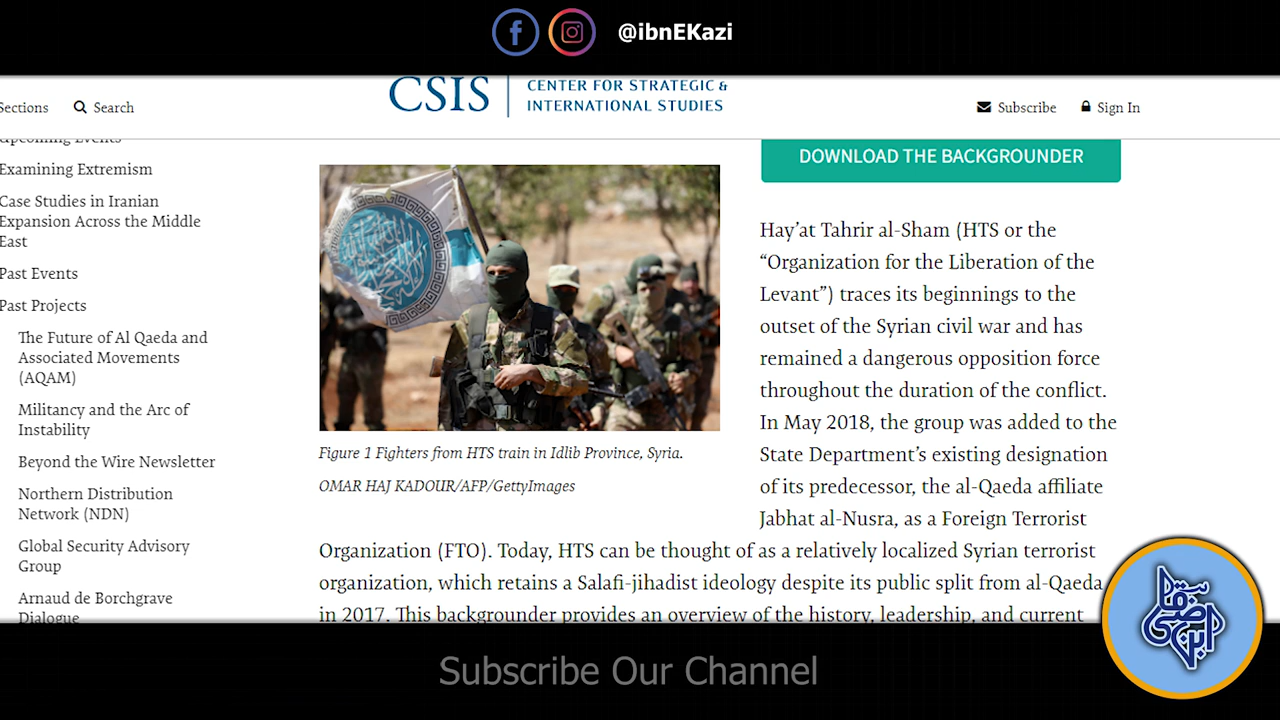 @ibnEKazi
CSIS
CENTER FOR STRATEGIC &
INTERNATIONAL STUDIES
Sections
Search
Subscribe
Sign In
Upcoming Events
Examining Extremism
Case Studies in Iranian
Expansion Across the Middle
East
Past Events
Past Projects
The Future of Al Qaeda and
Associated Movements
(AQAM)
Militancy and the Arc of
Instability
Beyond the Wire Newsletter
Northern Distribution
Network (NDN)
Global Security Advisory
Group
Arnaud de Borchgrave
Dialogue
Figure 1 Fighters from HTS train in Idlib Province, Syria.
OMAR HAJ KADOUR/AFP/GettyImages
DOWNLOAD THE BACKGROUNDER
Hay’at Tahrir al-Sham (HTS or the
“Organization for the Liberation of the
Levant”) traces its beginnings to the
outset of the Syrian civil war and has
remained a dangerous opposition force
throughout the duration of the conflict.
In May 2018, the group was added to the
State Department’s existing designation
of its predecessor, the al-Qaeda affiliate
Jabhat al-Nusra, as a Foreign Terrorist
Organization (FTO). Today, HTS can be thought of as a relatively localized Syrian terrorist
organization, which retains a Salafi-jihadist ideology despite its public split from al-Qaeda
in 2017. This backgrounder provides an overview of the history, leadership, and current
Subscribe Our Channel